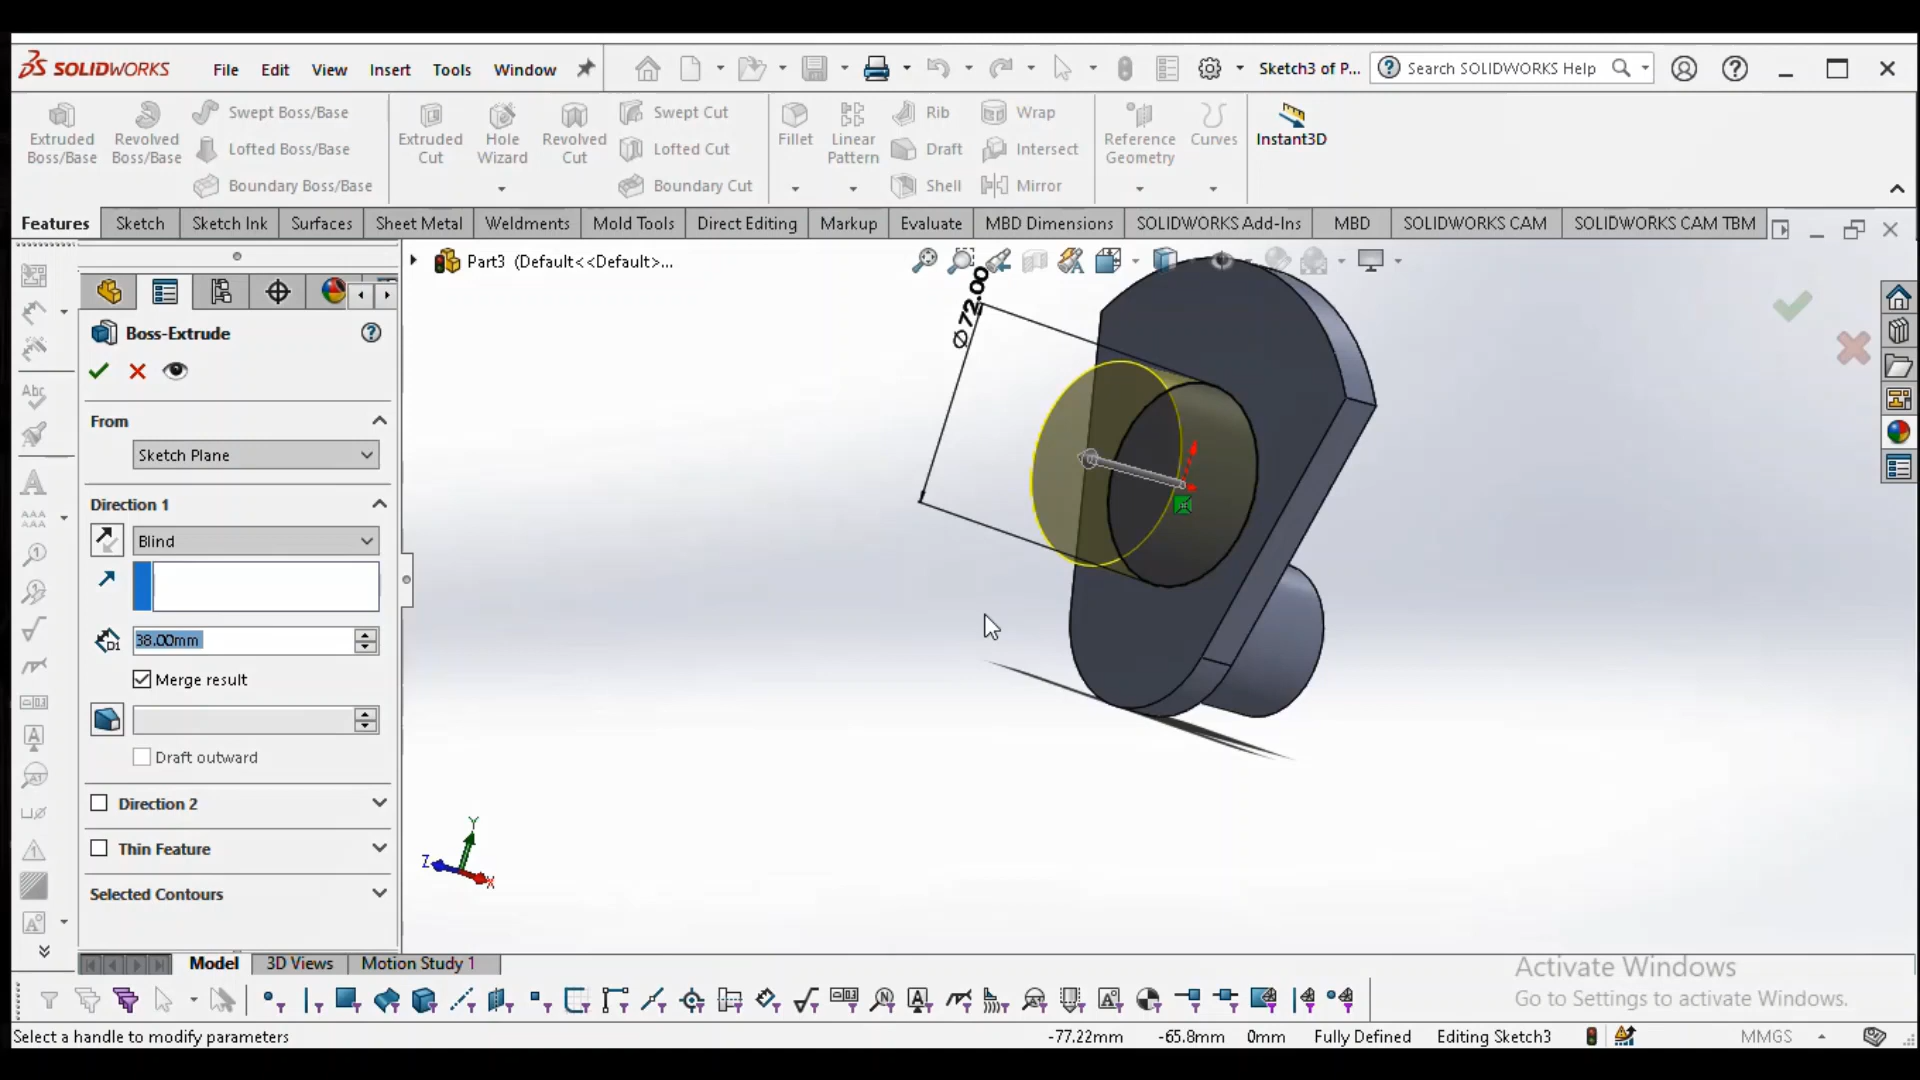 SOLIDWORKS File Edit View Insert Tools Window Sketch3 of P... Search SOLIDWORKS Help
Extruded Boss/Base Revolved Boss/Base Swept Boss/Base Lofted Boss/Base Boundary Boss/Base Extruded Cut Hole Wizard Revolved Cut Swept Cut Lofted Cut Boundary Cut Fillet Linear Pattern Rib Draft Shell Wrap Intersect Mirror Reference Geometry Curves Instant3D
Features Sketch Sketch Ink Surfaces Sheet Metal Weldments Mold Tools Direct Editing Markup Evaluate MBD Dimensions SOLIDWORKS Add-Ins MBD SOLIDWORKS CAM SOLIDWORKS CAM TBM
Part3 (Default<<Default>...
Boss-Extrude
From
Sketch Plane
Direction 1
Blind
38.00mm
Merge result
Draft outward
Direction 2
Thin Feature
Selected Contours
∅72.00
Y
Z
X
Model 3D Views Motion Study 1
Activate Windows
Go to Settings to activate Windows.
Select a handle to modify parameters -77.22mm -65.8mm 0mm Fully Defined Editing Sketch3 MMGS